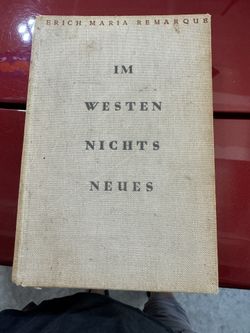 ERICH MARIA REMARQUE
IM
WESTEN
NICHTS
NEUES